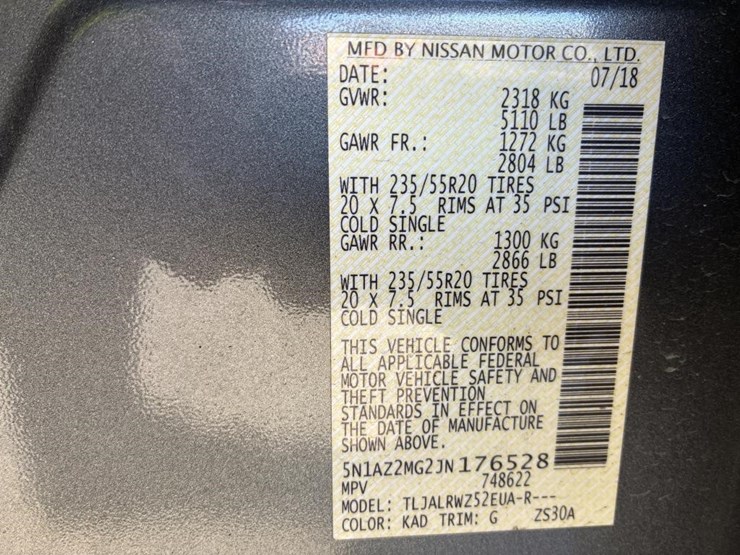 MFD BY NISSAN MOTOR CO., LTD.
DATE: 07/18
GVWR: 2318 KG
5110 LB
GAWR FR.: 1272 KG
2804 LB
WITH 235/55R20 TIRES
20 X 7.5 RIMS AT 35 PSI
COLD SINGLE
GAWR RR.: 1300 KG
2866 LB
WITH 235/55R20 TIRES
20 X 7.5 RIMS AT 35 PSI
COLD SINGLE
THIS VEHICLE CONFORMS TO
ALL APPLICABLE FEDERAL
MOTOR VEHICLE SAFETY AND
THEFT PREVENTION
STANDARDS IN EFFECT ON
THE DATE OF MANUFACTURE
SHOWN ABOVE.
5N1AZ2MG2JN176528
MPV 748622
MODEL: TLJALRWZ52EUA-R---
COLOR: KAD TRIM: G ZS30A